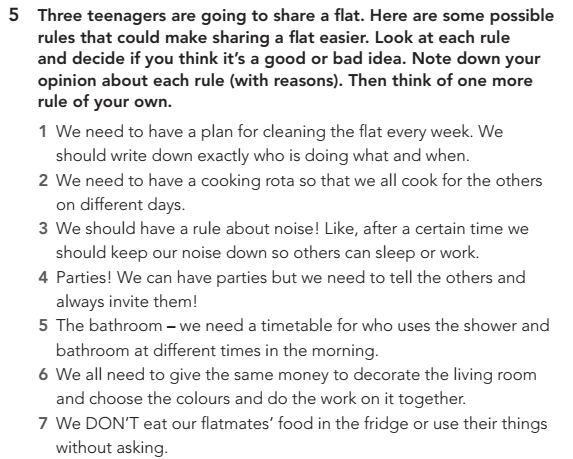 5 Three teenagers are going to share a flat. Here are some possible
rules that could make sharing a flat easier. Look at each rule
and decide if you think it's a good or bad idea. Note down your
opinion about each rule (with reasons). Then think of one more
rule of your own.
1 We need to have a plan for cleaning the flat every week. We
should write down exactly who is doing what and when.
2 We need to have a cooking rota so that we all cook for the others
on different days.
3 We should have a rule about noise! Like, after a certain time we
should keep our noise down so others can sleep or work.
4 Parties! We can have parties but we need to tell the others and
always invite them!
5 The bathroom – we need a timetable for who uses the shower and
bathroom at different times in the morning.
6 We all need to give the same money to decorate the living room
and choose the colours and do the work on it together.
7 We DON'T eat our flatmates' food in the fridge or use their things
without asking.